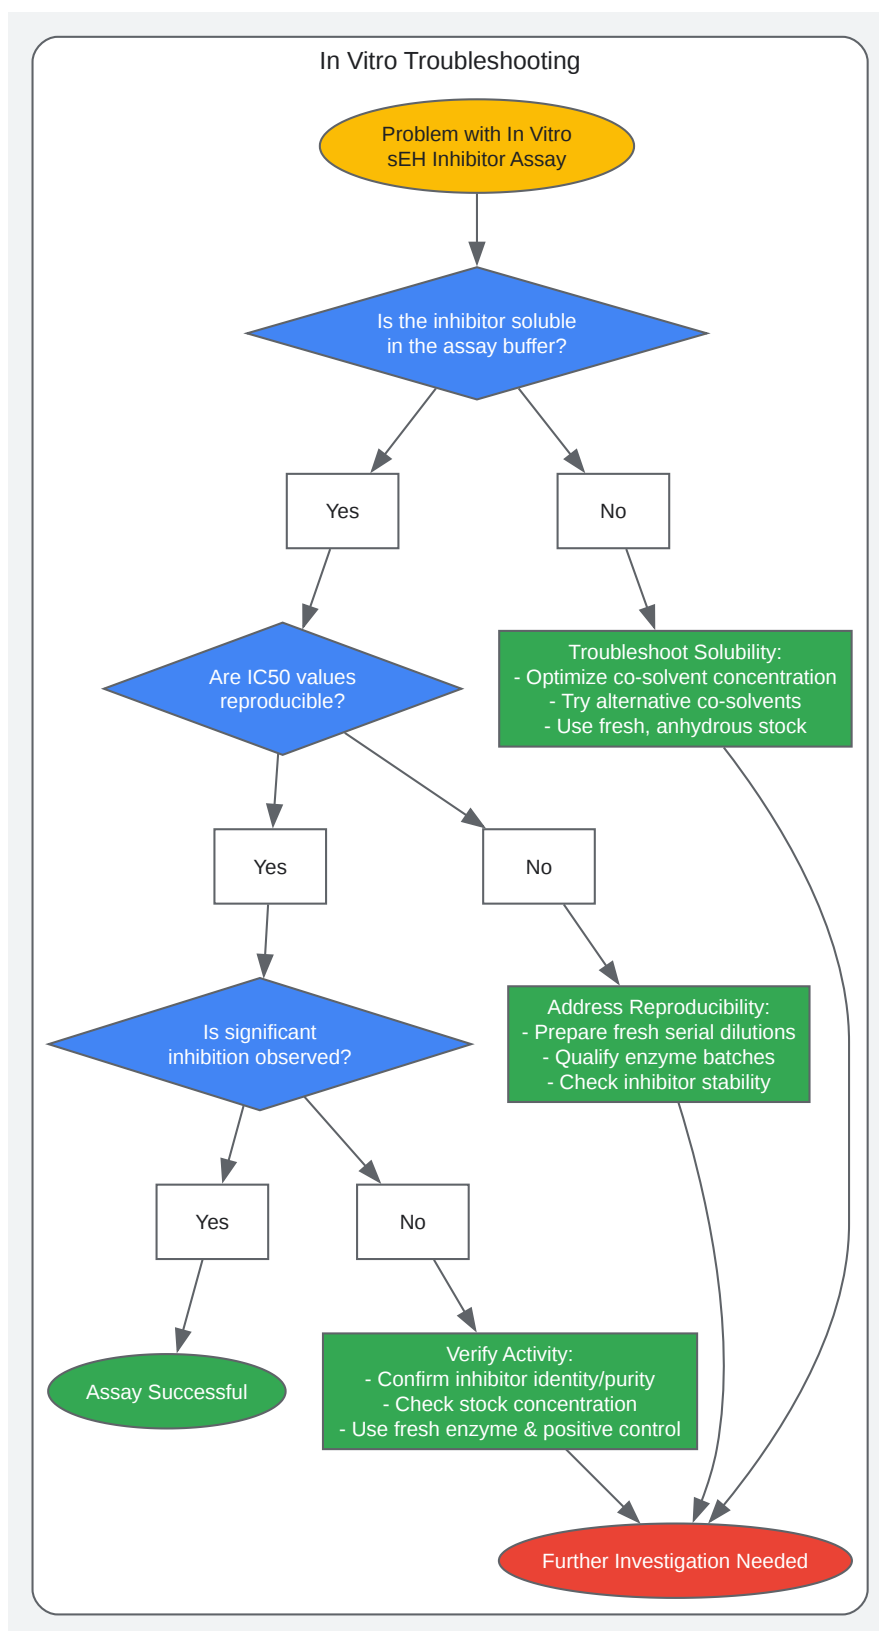 In Vitro Troubleshooting
Problem with In Vitro
sEH Inhibitor Assay
Is the inhibitor soluble
in the assay buffer?
Yes
No
Are IC50 values
reproducible?
Troubleshoot Solubility:
- Optimize co-solvent concentration
- Try alternative co-solvents
- Use fresh, anhydrous stock
Yes
No
Is significant
inhibition observed?
Address Reproducibility:
- Prepare fresh serial dilutions
- Qualify enzyme batches
- Check inhibitor stability
Yes
No
Assay Successful
Verify Activity:
- Confirm inhibitor identity/purity
- Check stock concentration
- Use fresh enzyme & positive control
Further Investigation Needed